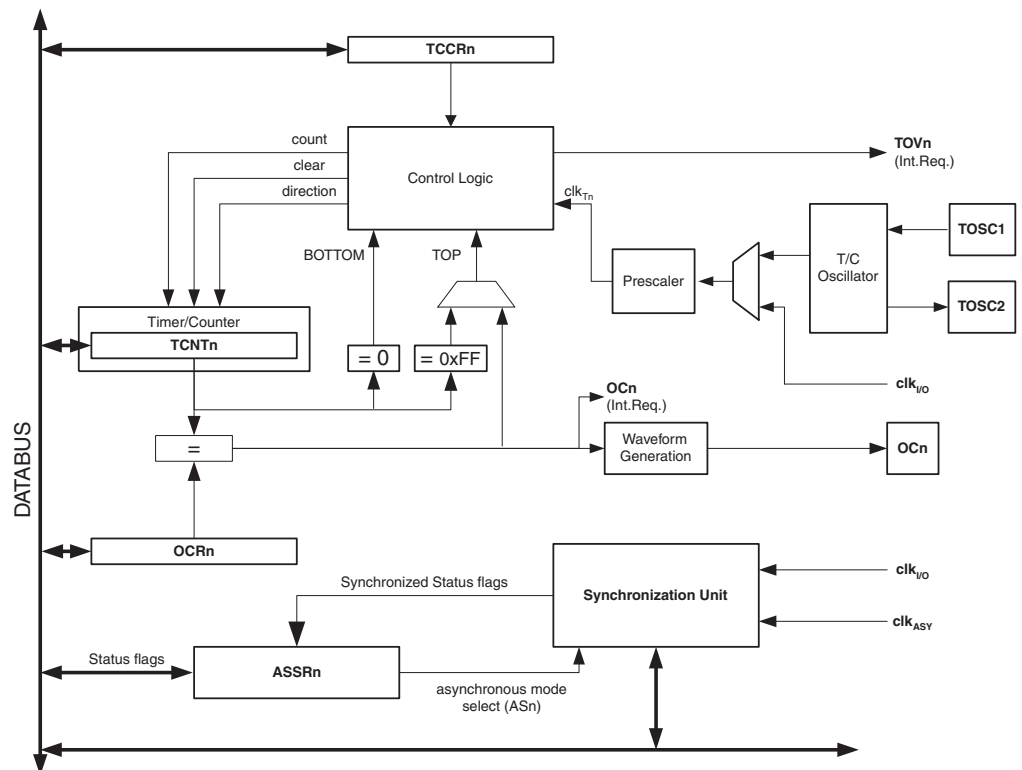 TCCRn
count
clear
direction
Control Logic
TOVn
(Int.Req.)
clkTn
BOTTOM
TOP
Prescaler
T/C
Oscillator
TOSC1
TOSC2
Timer/Counter
TCNTn
= 0
= 0xFF
clkI/O
OCn
(Int.Req.)
=
Waveform
Generation
OCn
DATABUS
OCRn
Synchronized Status flags
Synchronization Unit
clkI/O
clkASY
Status flags
ASSRn
asynchronous mode
select (ASn)